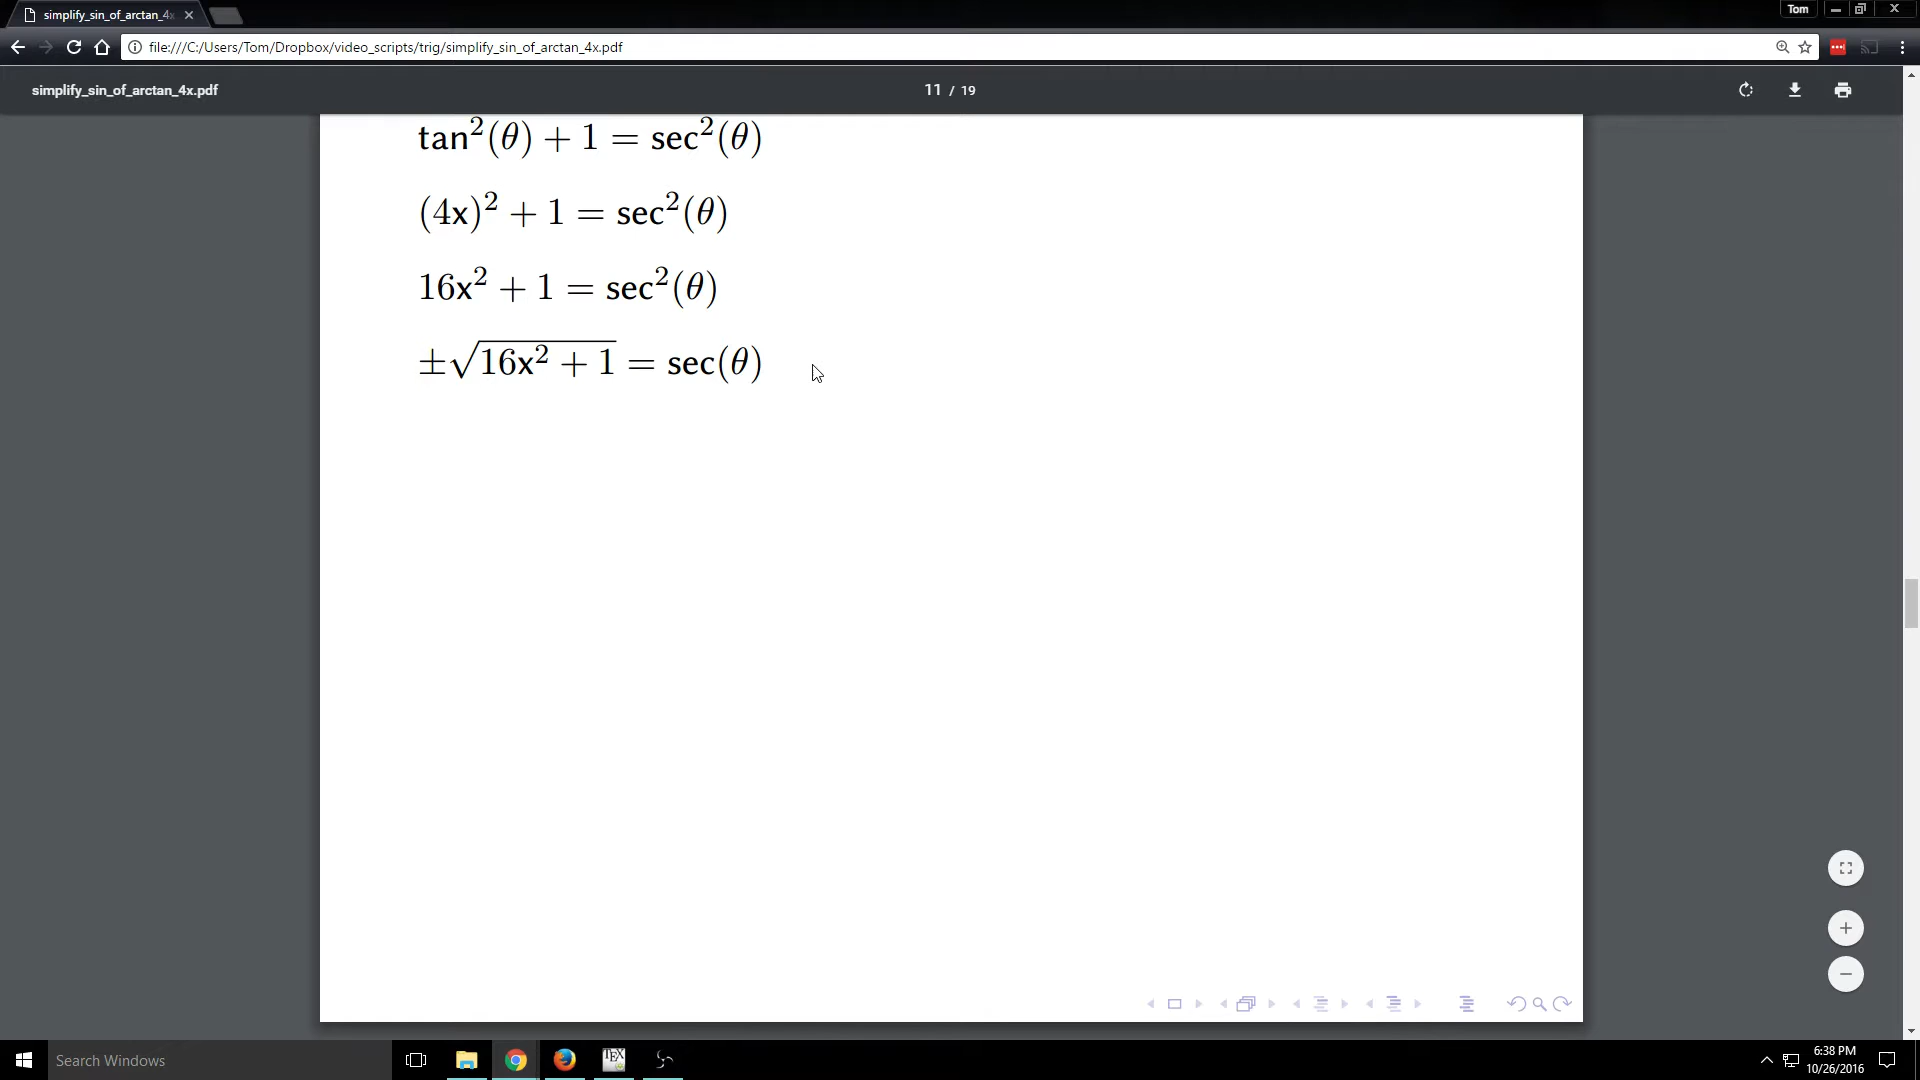 simplify_sin_of_arctan_4x
Tom
file:///C:/Users/Tom/Dropbox/video_scripts/trig/simplify_sin_of_arctan_4x.pdf
simplify_sin_of_arctan_4x.pdf
11 / 19
tan²(θ) + 1 = sec²(θ)
(4x)² + 1 = sec²(θ)
16x² + 1 = sec²(θ)
±√(16x² + 1) = sec(θ)
Search Windows
TEX
6:38 PM
10/26/2016